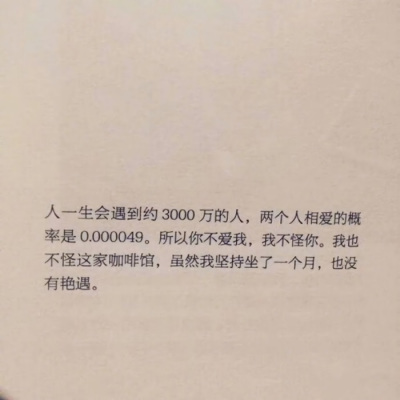 人一生会遇到约 3000 万的人，两个人相爱的概
率是 0.000049。所以你不爱我，我不怪你。我也
不怪这家咖啡馆，虽然我坚持坐了一个月，也没
有艳遇。